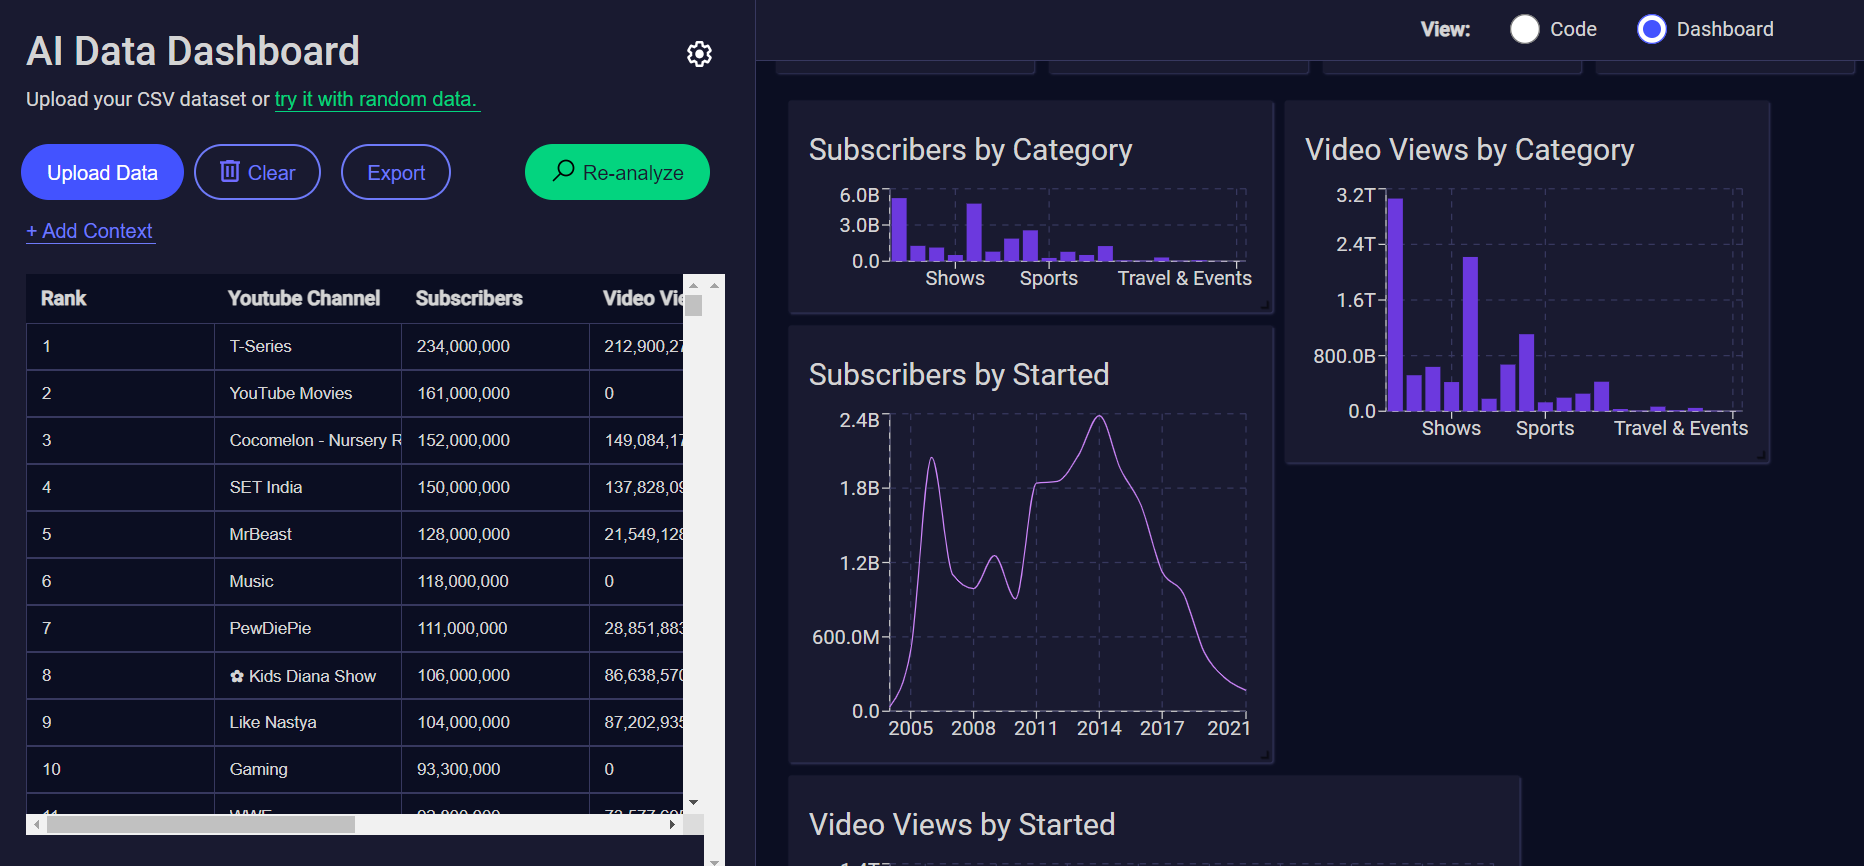 AI Data Dashboard
Upload your CSV dataset or try it with random data.
Upload Data
Clear
Export
Re-analyze
+ Add Context
Rank Youtube Channel Subscribers Video Vie
1 T-Series 234,000,000 212,900,27
2 YouTube Movies 161,000,000 0
3 Cocomelon - Nursery R 152,000,000 149,084,17
4 SET India 150,000,000 137,828,09
5 MrBeast 128,000,000 21,549,128
6 Music 118,000,000 0
7 PewDiePie 111,000,000 28,851,883
8 ✿ Kids Diana Show 106,000,000 86,638,570
9 Like Nastya 104,000,000 87,202,935
10 Gaming 93,300,000 0
View: Code Dashboard
Subscribers by Category
6.0B
3.0B
0.0
Shows Sports Travel & Events
Video Views by Category
3.2T
2.4T
1.6T
800.0B
0.0
Shows Sports Travel & Events
Subscribers by Started
2.4B
1.8B
1.2B
600.0M
0.0
2005 2008 2011 2014 2017 2021
Video Views by Started